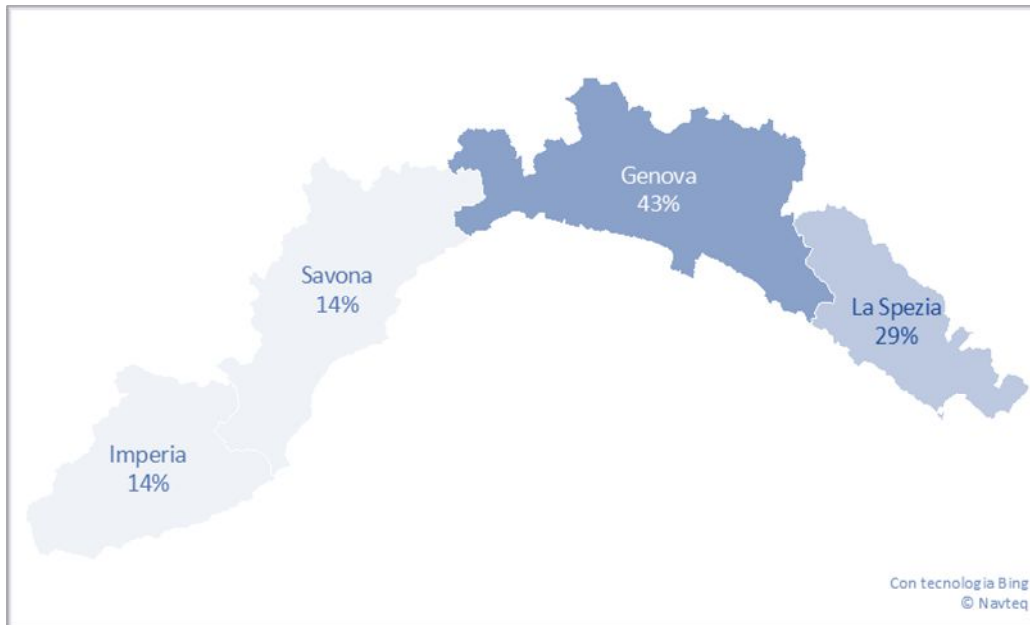 Genova
43%
Savona
14%
La Spezia
29%
Imperia
14%
Con tecnologia Bing
© Navteq